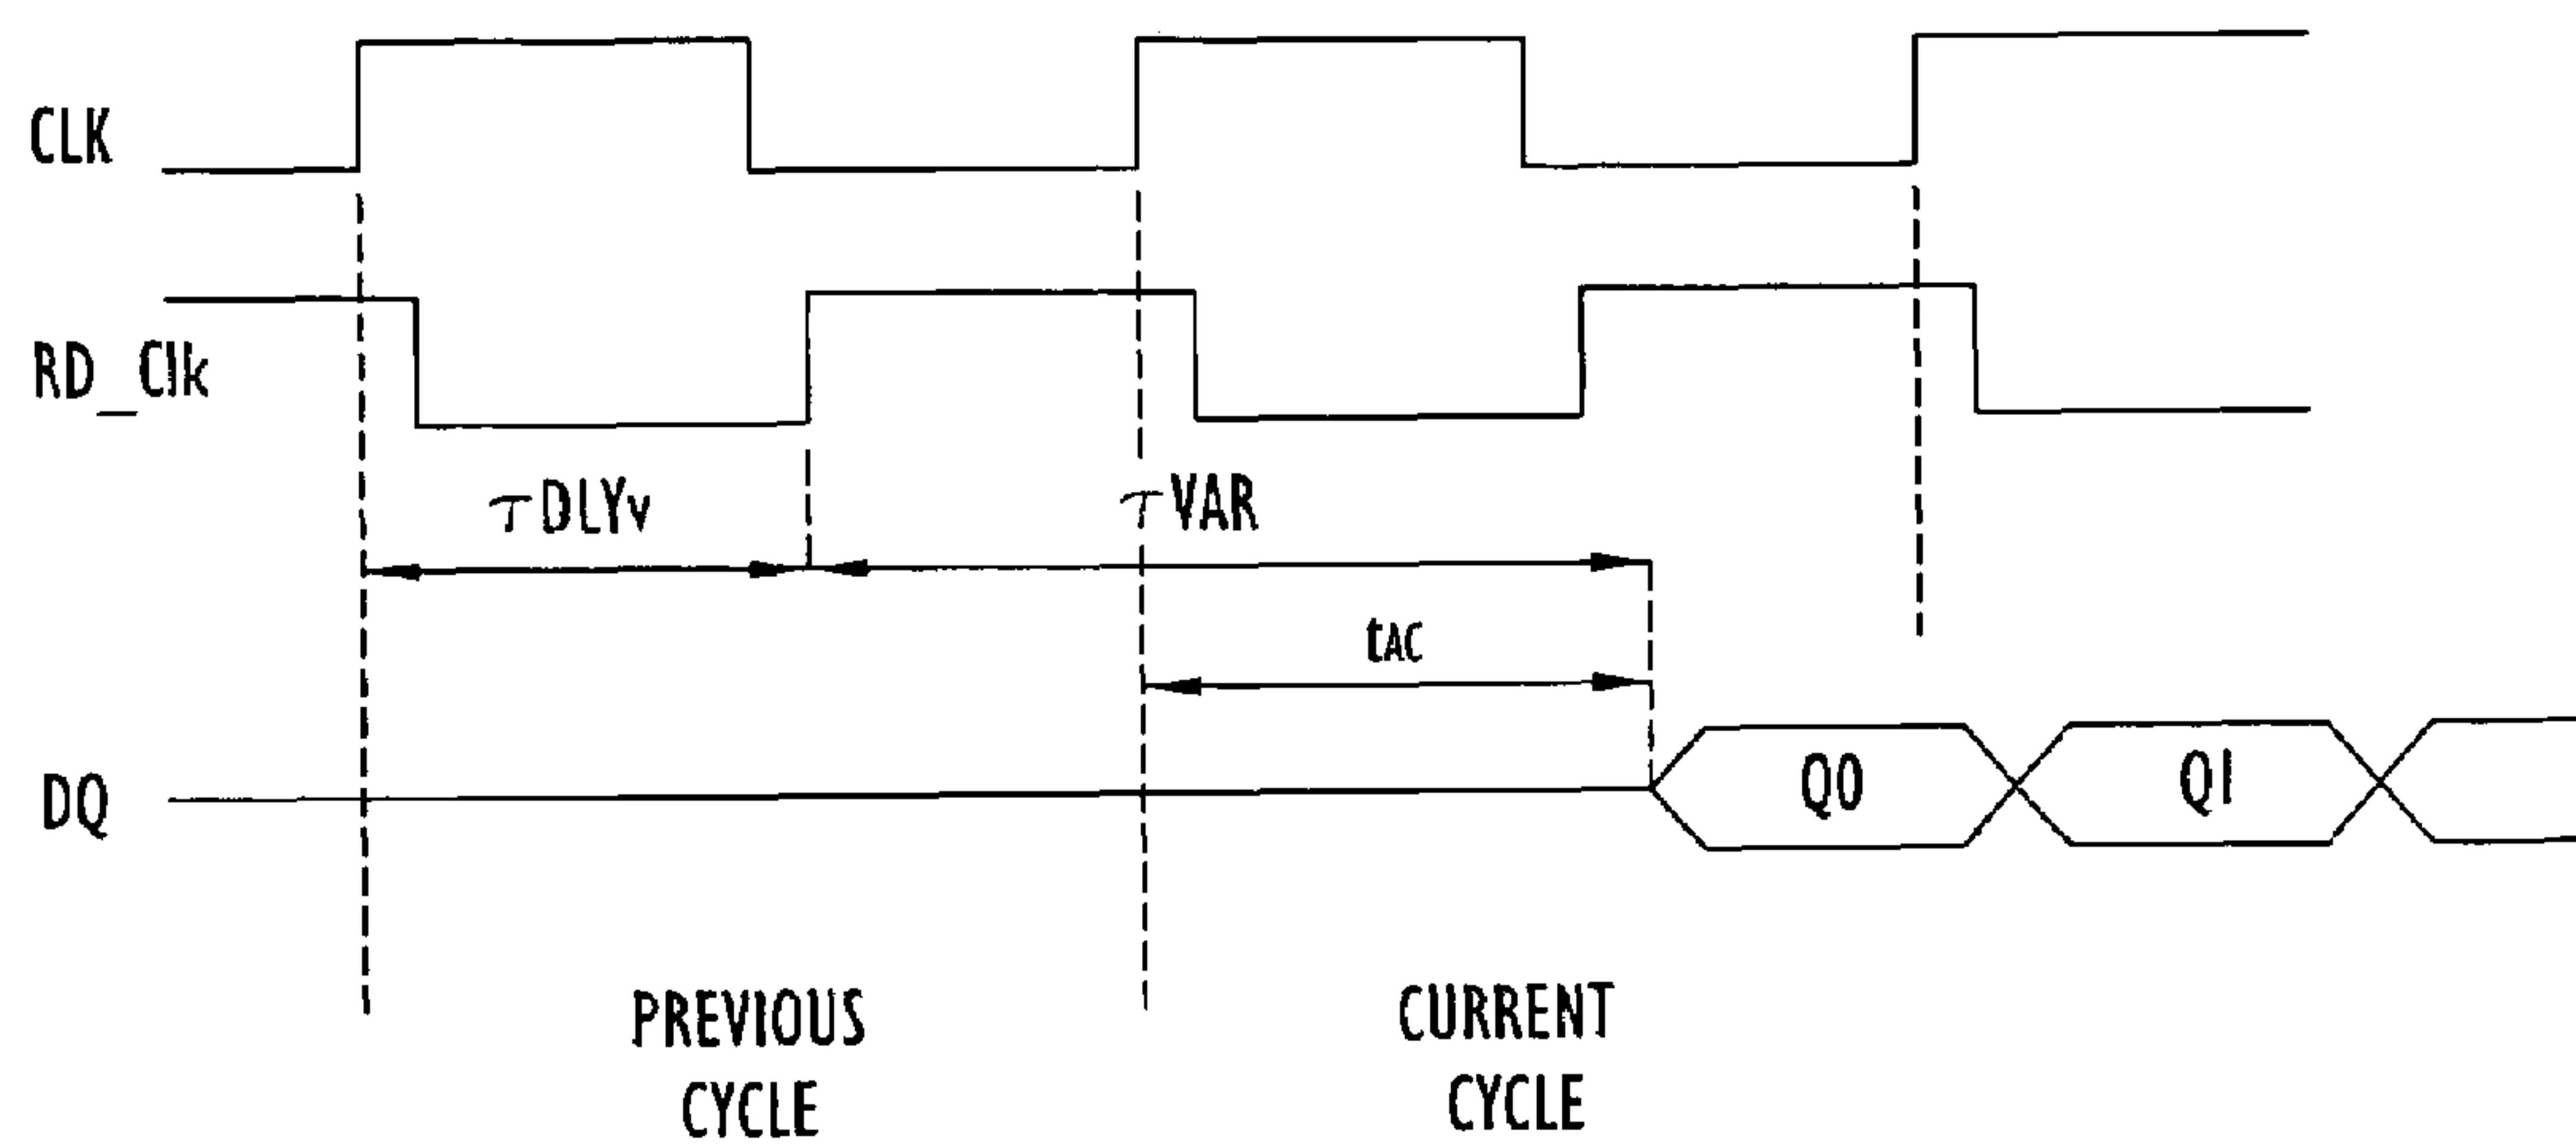 CLK
RD_Clk
τDLYv
τVAR
tAC
DQ
Q0
Q1
PREVIOUS
CYCLE
CURRENT
CYCLE